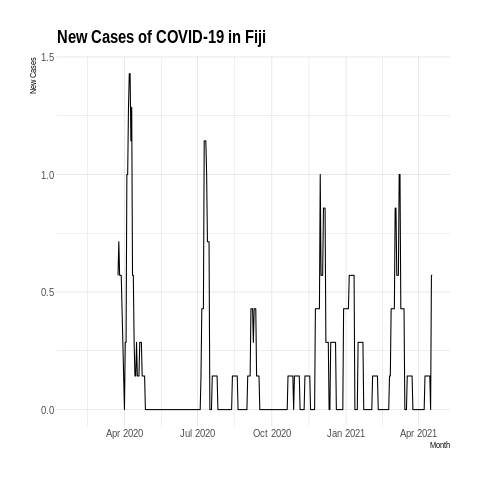 New Cases of COVID-19 in Fiji
New Cases
1.5
1.0
0.5
0.0
Apr 2020 Jul 2020 Oct 2020 Jan 2021 Apr 2021
Month